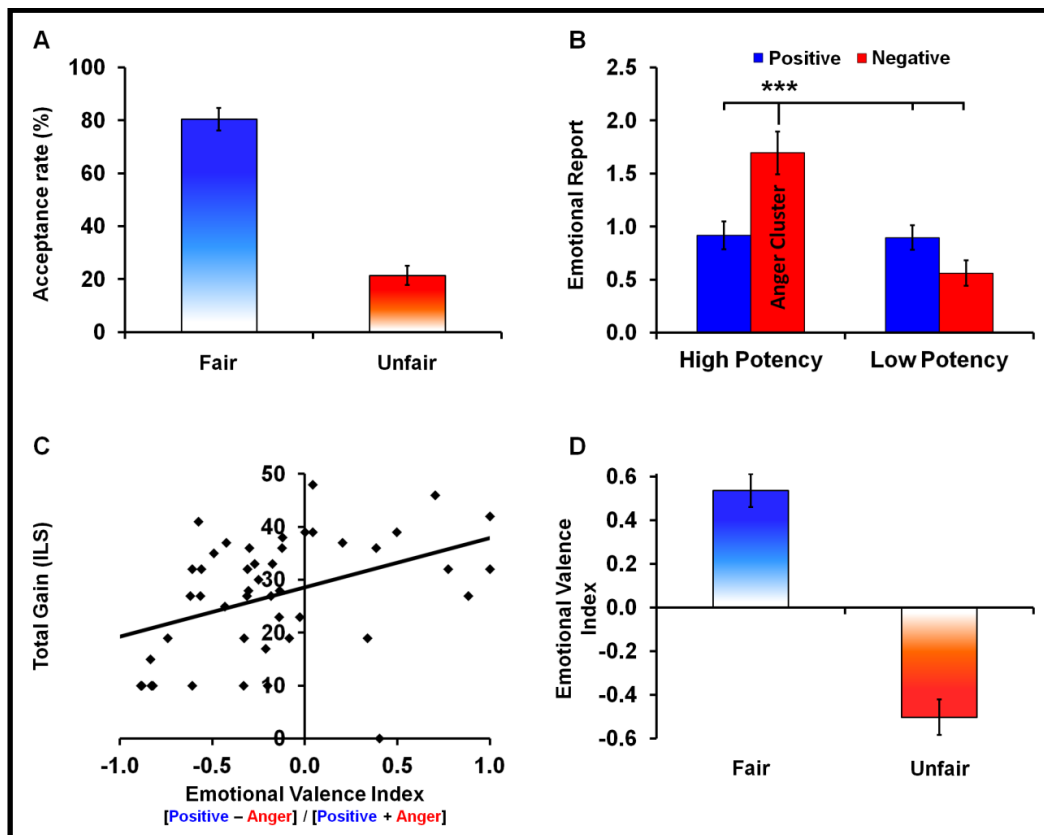 A
Acceptance rate (%)
100
80
60
40
20
0
Fair Unfair
B
Positive Negative
Emotional Report
2.5
2.0
1.5
1.0
0.5
0.0
***
Anger Cluster
High Potency Low Potency
C
Total Gain (ILS)
50
40
30
20
10
0
-1.0 -0.5 0.0 0.5 1.0
Emotional Valence Index
[Positive – Anger] / [Positive + Anger]
D
Emotional Valence
Index
0.6
0.4
0.2
0.0
-0.2
-0.4
-0.6
Fair Unfair